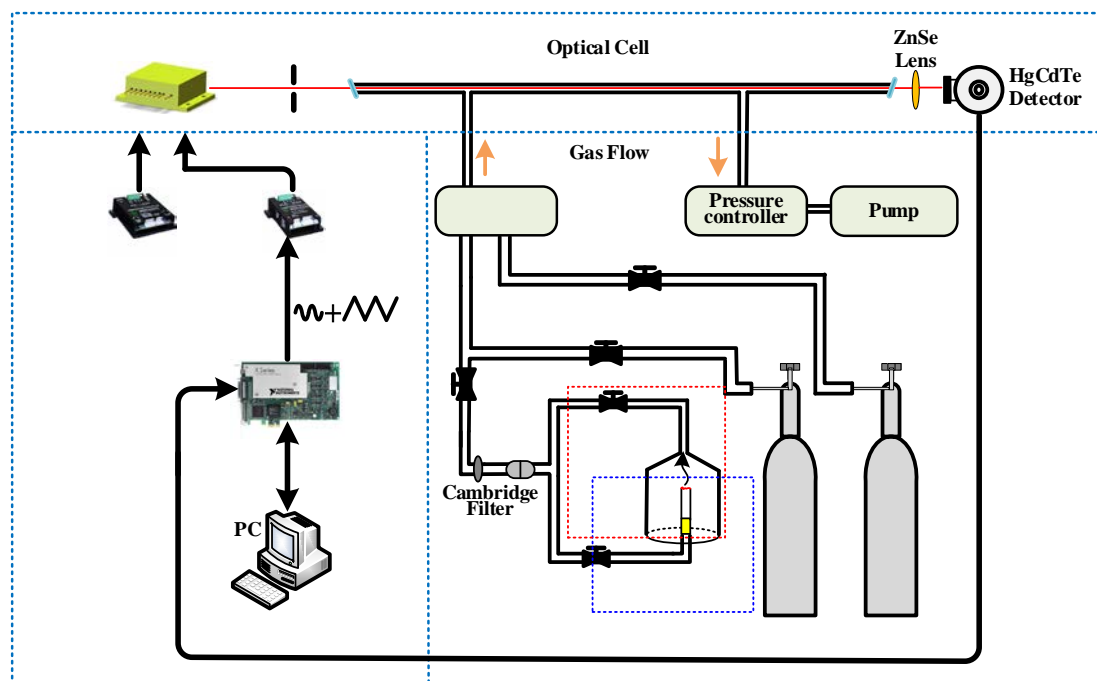 Optical Cell
ZnSe
Lens
HgCdTe
Detector
Gas Flow
Pressure
controller
Pump
Cambridge
Filter
PC